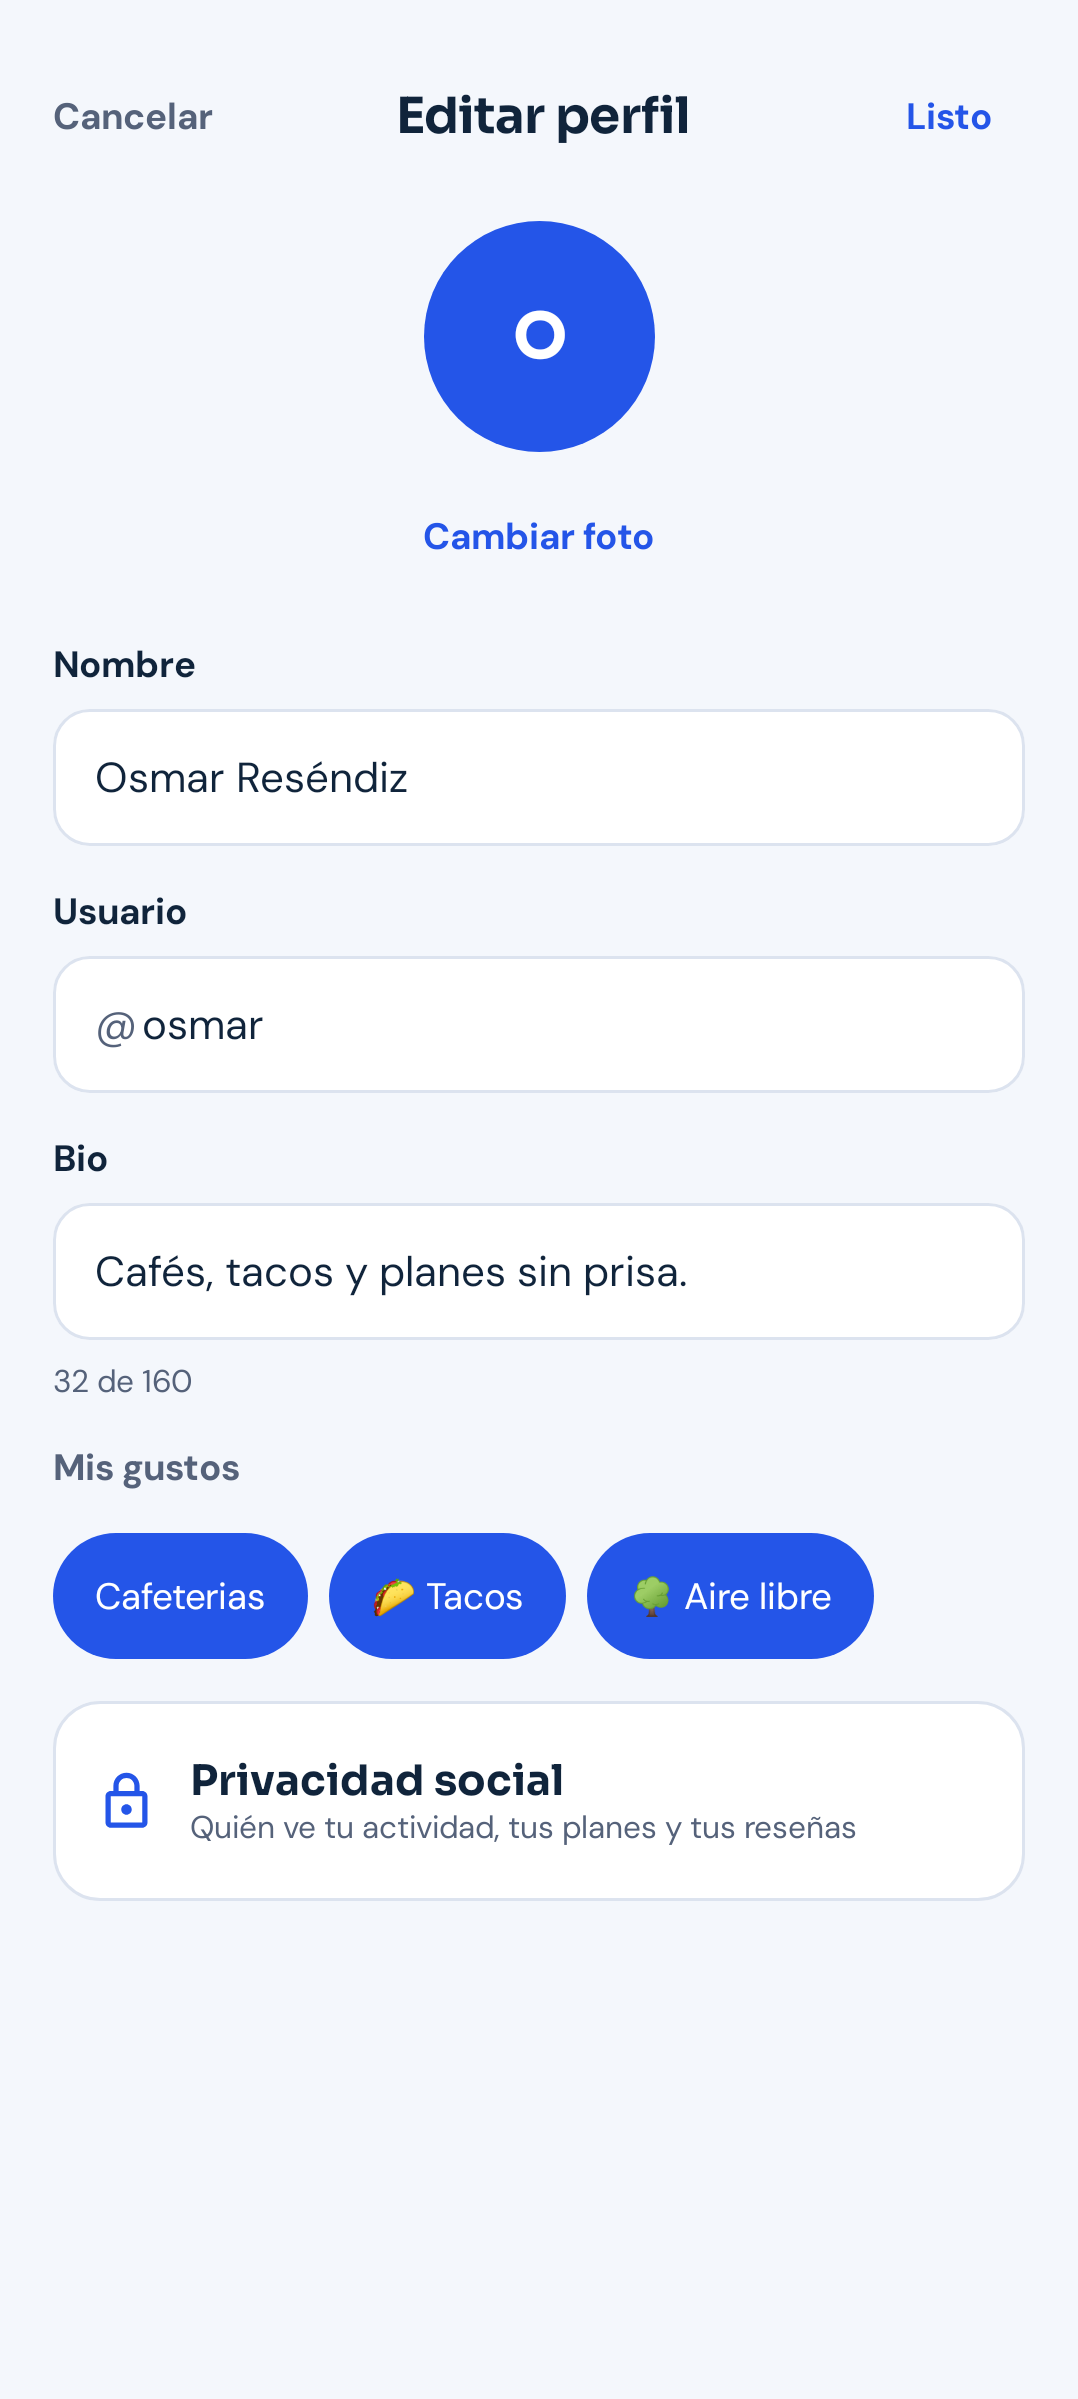 Cancelar
Editar perfil
Listo
O
Cambiar foto
Nombre
Osmar Reséndiz
Usuario
@osmar
Bio
Cafés, tacos y planes sin prisa.
32 de 160
Mis gustos
Cafeterias
🌮 Tacos
🌳 Aire libre
Privacidad social
Quién ve tu actividad, tus planes y tus reseñas